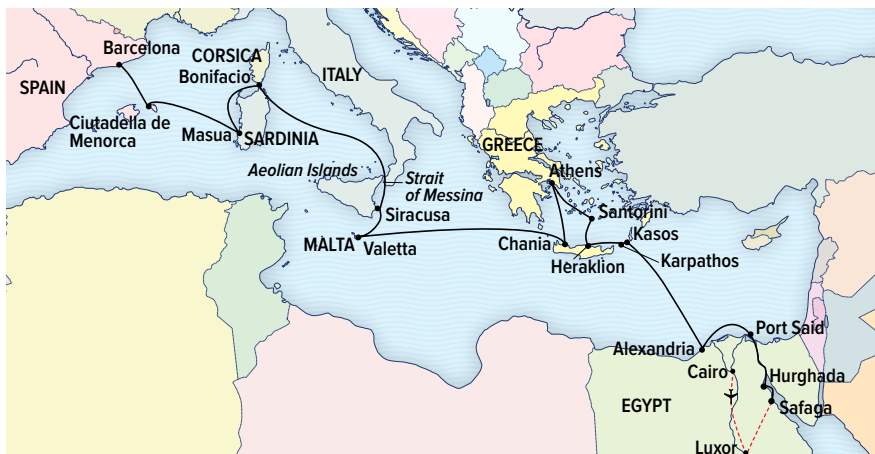 Barcelona
CORSICA
Bonifacio
ITALY
SPAIN
Ciutadella de
Menorca
Masua
SARDINIA
GREECE
Aeolian Islands
Strait
of Messina
Athens
Siracusa
Santorini
MALTA
Valetta
Chania
Kasos
Heraklion
Karpathos
Port Said
Alexandria
Cairo
Hurghada
EGYPT
Safaga
Luxor